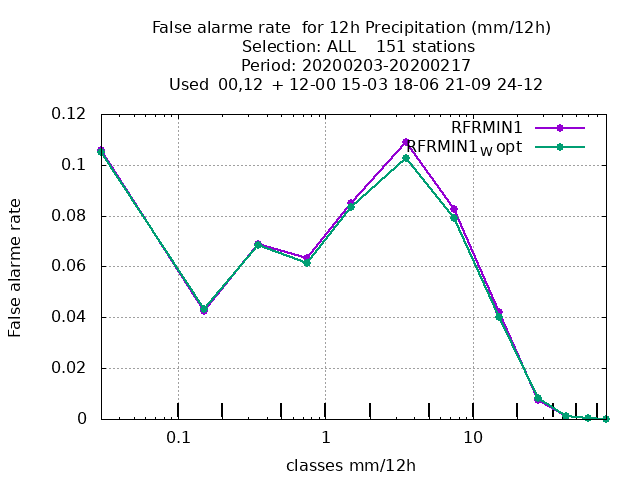 False alarme rate  for 12h Precipitation (mm/12h)
Selection: ALL    151 stations
Period: 20200203-20200217
Used  00,12  + 12-00 15-03 18-06 21-09 24-12
RFRMIN1
RFRMIN1W opt
0.12
0.1
0.08
0.06
0.04
0.02
0
False alarme rate
0.1
1
10
classes mm/12h